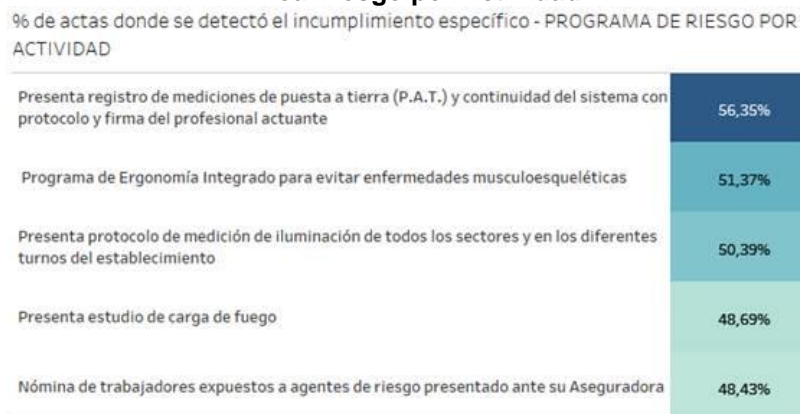 % de actas donde se detectó el incumplimiento específico - PROGRAMA DE RIESGO POR
ACTIVIDAD
Presenta registro de mediciones de puesta a tierra (P.A.T.) y continuidad del sistema con
protocolo y firma del profesional actuante
56,35%
Programa de Ergonomía Integrado para evitar enfermedades musculoesqueléticas
51,37%
Presenta protocolo de medición de iluminación de todos los sectores y en los diferentes
turnos del establecimiento
50,39%
Presenta estudio de carga de fuego
48,69%
Nómina de trabajadores expuestos a agentes de riesgo presentado ante su Aseguradora
48,43%